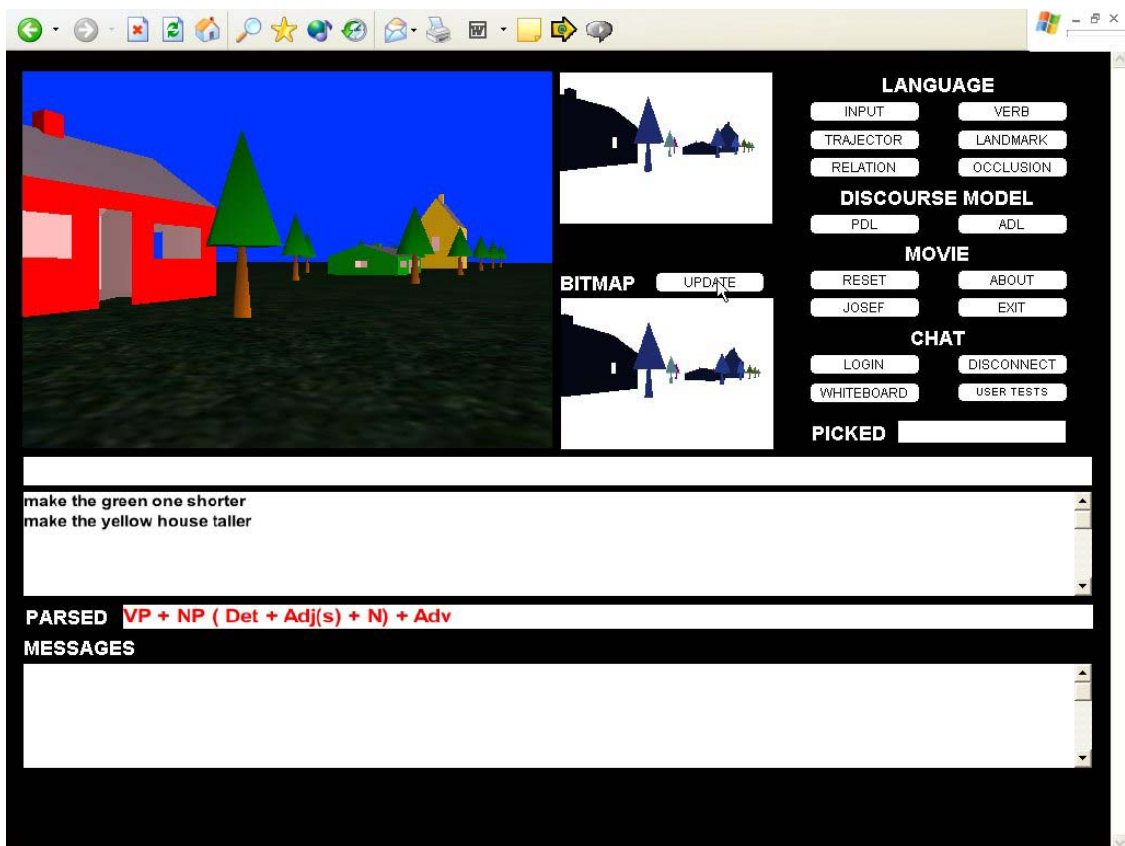 LANGUAGE
INPUT VERB
TRAJECTOR LANDMARK
RELATION OCCLUSION
DISCOURSE MODEL
PDL ADL
MOVIE
BITMAP UPDATE RESET ABOUT
JOSEF EXIT
CHAT
LOGIN DISCONNECT
WHITEBOARD USER TESTS
PICKED
make the green one shorter
make the yellow house taller
PARSED VP + NP ( Det + Adj(s) + N) + Adv
MESSAGES